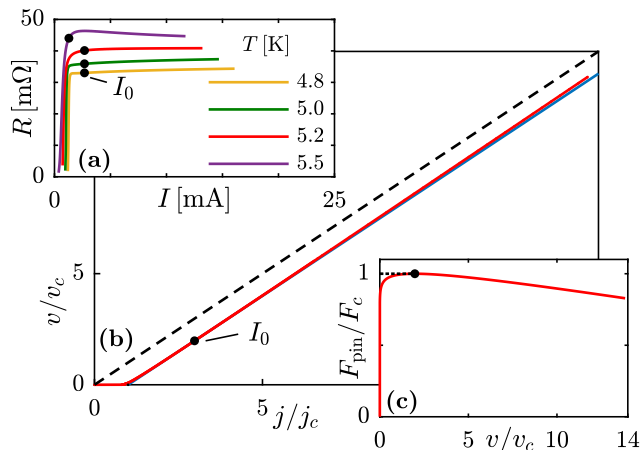 50
R [mΩ]
0
T [K]
4.8
5.0
5.2
5.5
I₀
(a)
0
I [mA]
25
5
v/v_c
0
(b)
I₀
0
5
j/j_c
1
F_pin/F_c
0
(c)
0
5
v/v_c
10
14